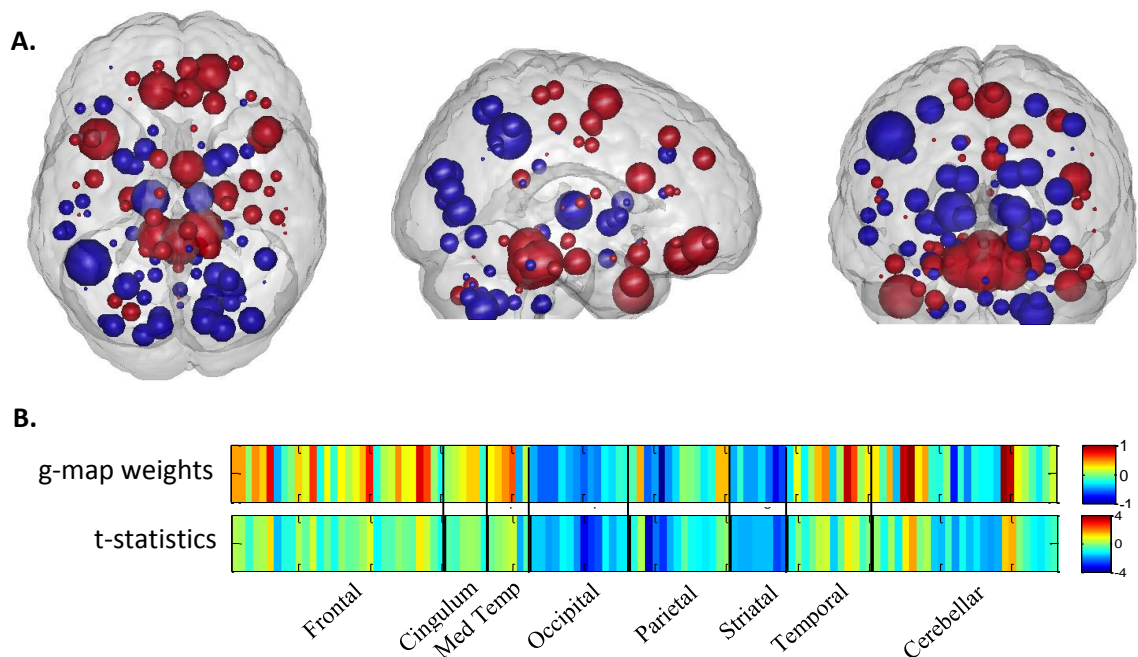 A.
B.
g-map weights
1
0
-1
t-statistics
4
0
-4
Frontal
Cingulum
Med Temp
Occipital
Parietal
Striatal
Temporal
Cerebellar